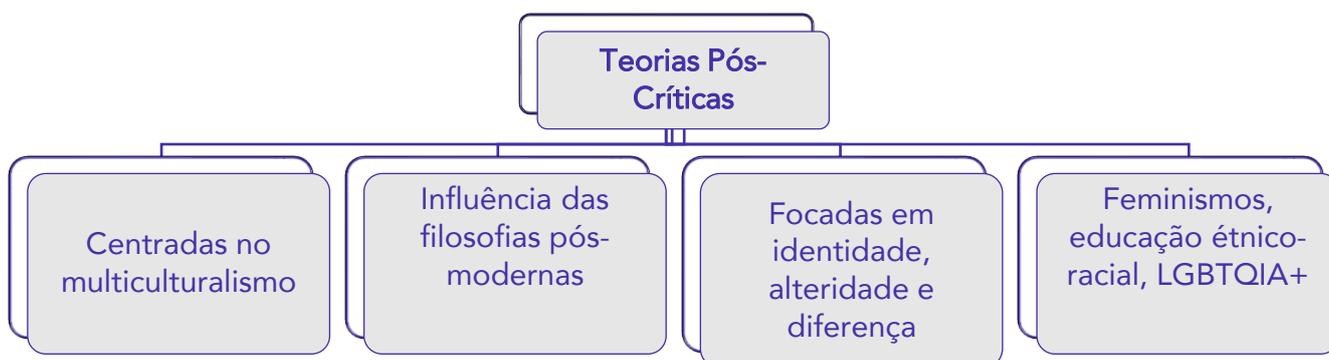 Teorias Pós-
Críticas
Centradas no
multiculturalismo
Influência das
filosofias pós-
modernas
Focadas em
identidade,
alteridade e
diferença
Feminismos,
educação étnico-
racial, LGBTQIA+